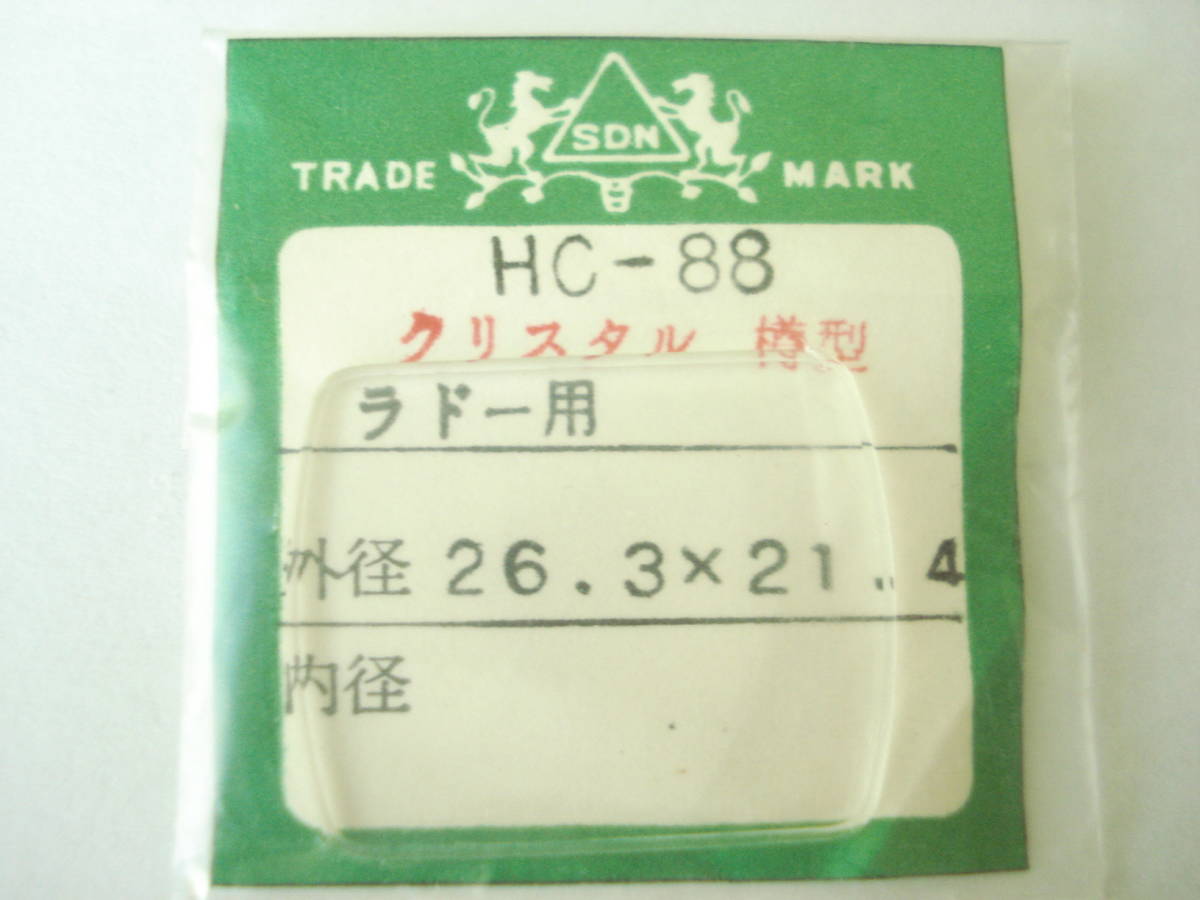 SDN
TRADE MARK
HC-88
クリスタル 樽型
ラドー用
外径 26.3×21.4
内径